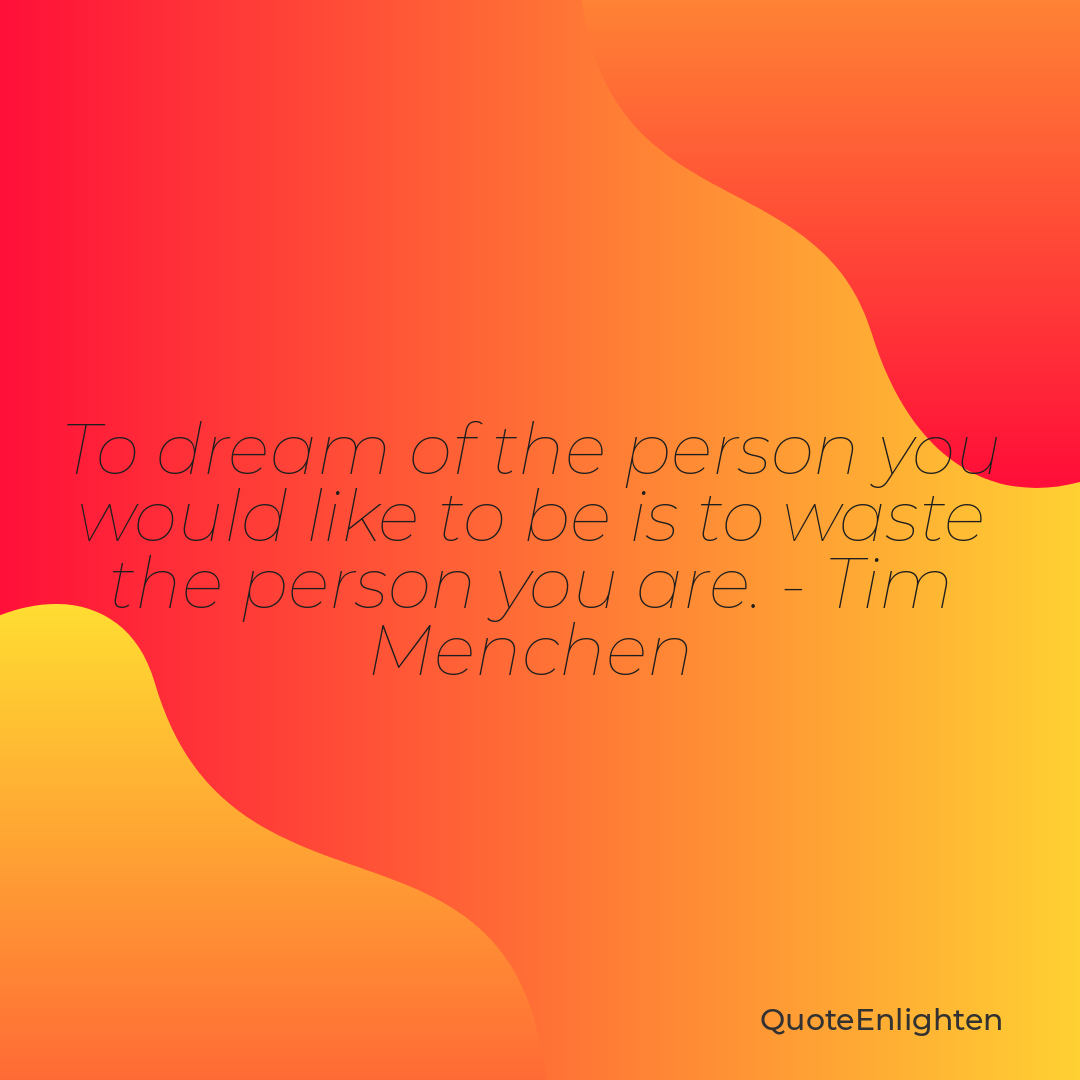 To dream of the person you
would like to be is to waste
the person you are. - Tim
Menchen
QuoteEnlighten